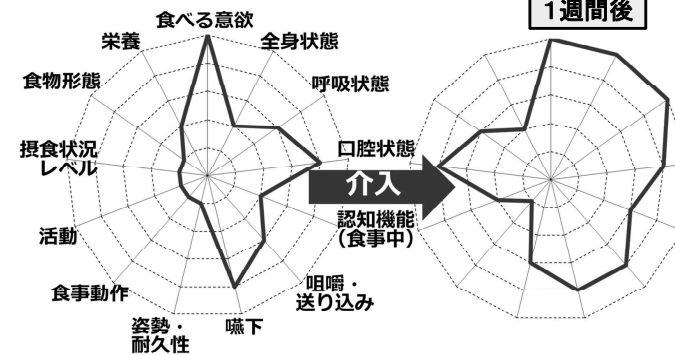 1週間後
食べる意欲
全身状態
呼吸状態
口腔状態
認知機能
(食事中)
咀嚼・
送り込み
嚥下
姿勢・
耐久性
食事動作
活動
摂食状況
レベル
食物形態
栄養
介入